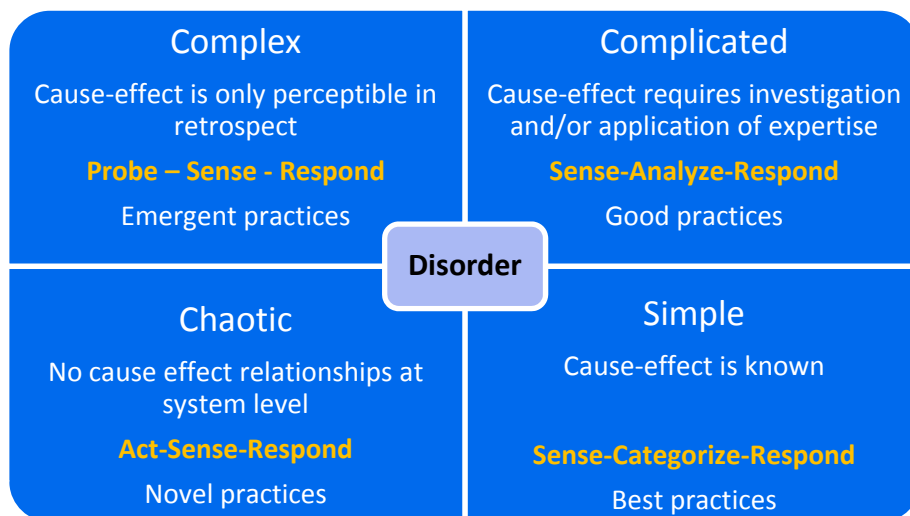 Complex
Cause-effect is only perceptible in
retrospect
Probe – Sense - Respond
Emergent practices
Complicated
Cause-effect requires investigation
and/or application of expertise
Sense-Analyze-Respond
Good practices
Disorder
Chaotic
No cause effect relationships at
system level
Act-Sense-Respond
Novel practices
Simple
Cause-effect is known
Sense-Categorize-Respond
Best practices